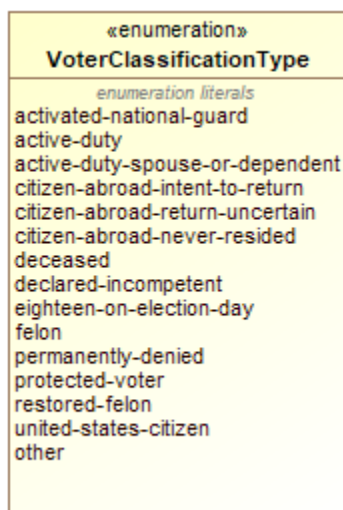 «enumeration»
VoterClassificationType
enumeration literals
activated-national-guard
active-duty
active-duty-spouse-or-dependent
citizen-abroad-intent-to-return
citizen-abroad-return-uncertain
citizen-abroad-never-resided
deceased
declared-incompetent
eighteen-on-election-day
felon
permanently-denied
protected-voter
restored-felon
united-states-citizen
other